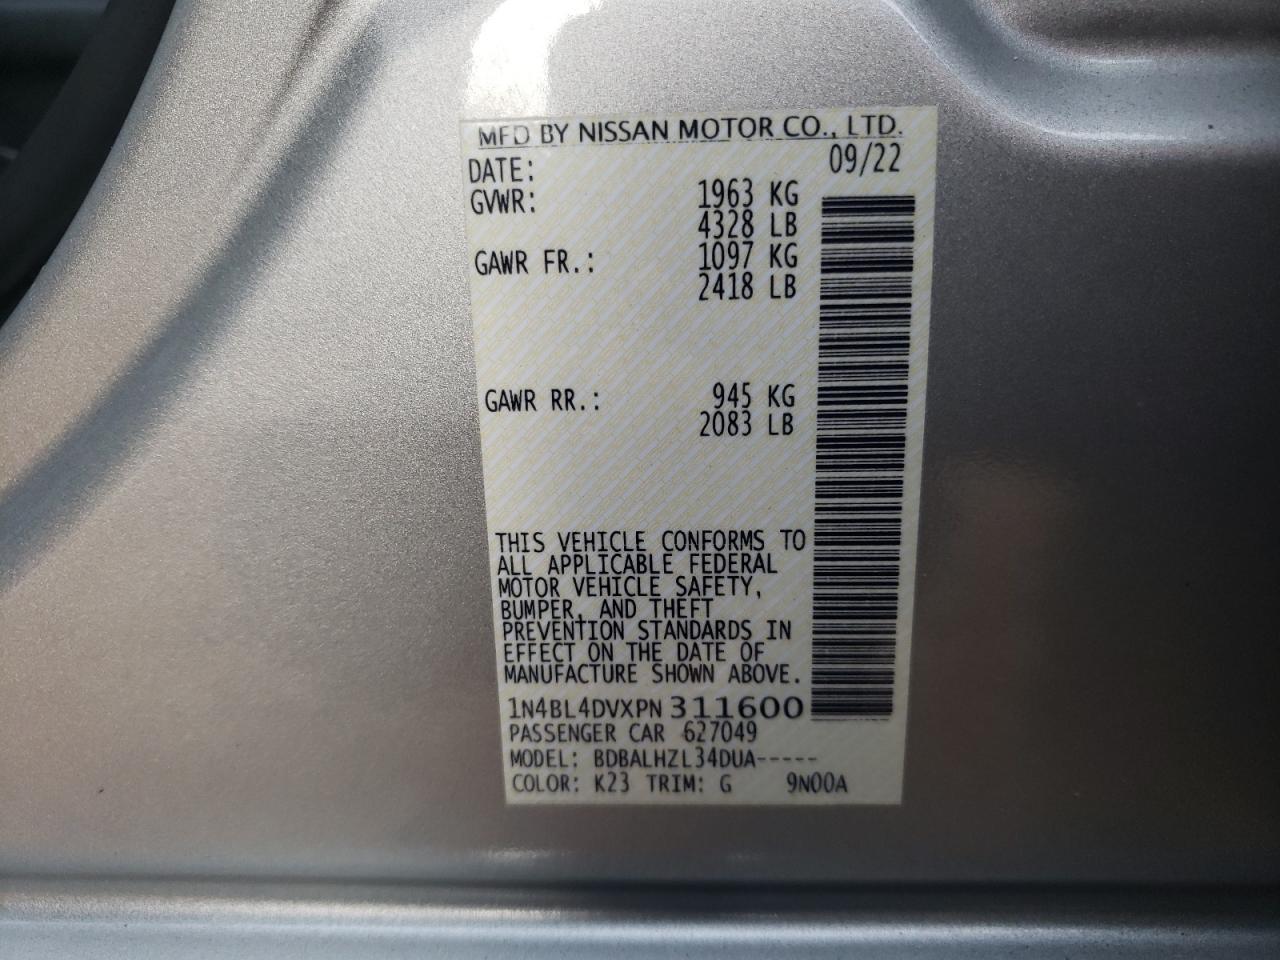 MFD BY NISSAN MOTOR CO., LTD.
DATE: 09/22
GVWR: 1963 KG
4328 LB
GAWR FR.: 1097 KG
2418 LB
GAWR RR.: 945 KG
2083 LB
THIS VEHICLE CONFORMS TO
ALL APPLICABLE FEDERAL
MOTOR VEHICLE SAFETY,
BUMPER, AND THEFT
PREVENTION STANDARDS IN
EFFECT ON THE DATE OF
MANUFACTURE SHOWN ABOVE.
1N4BL4DVXPN311600
PASSENGER CAR 627049
MODEL: BDBALHZL34DUA-----
COLOR: K23 TRIM: G 9N00A